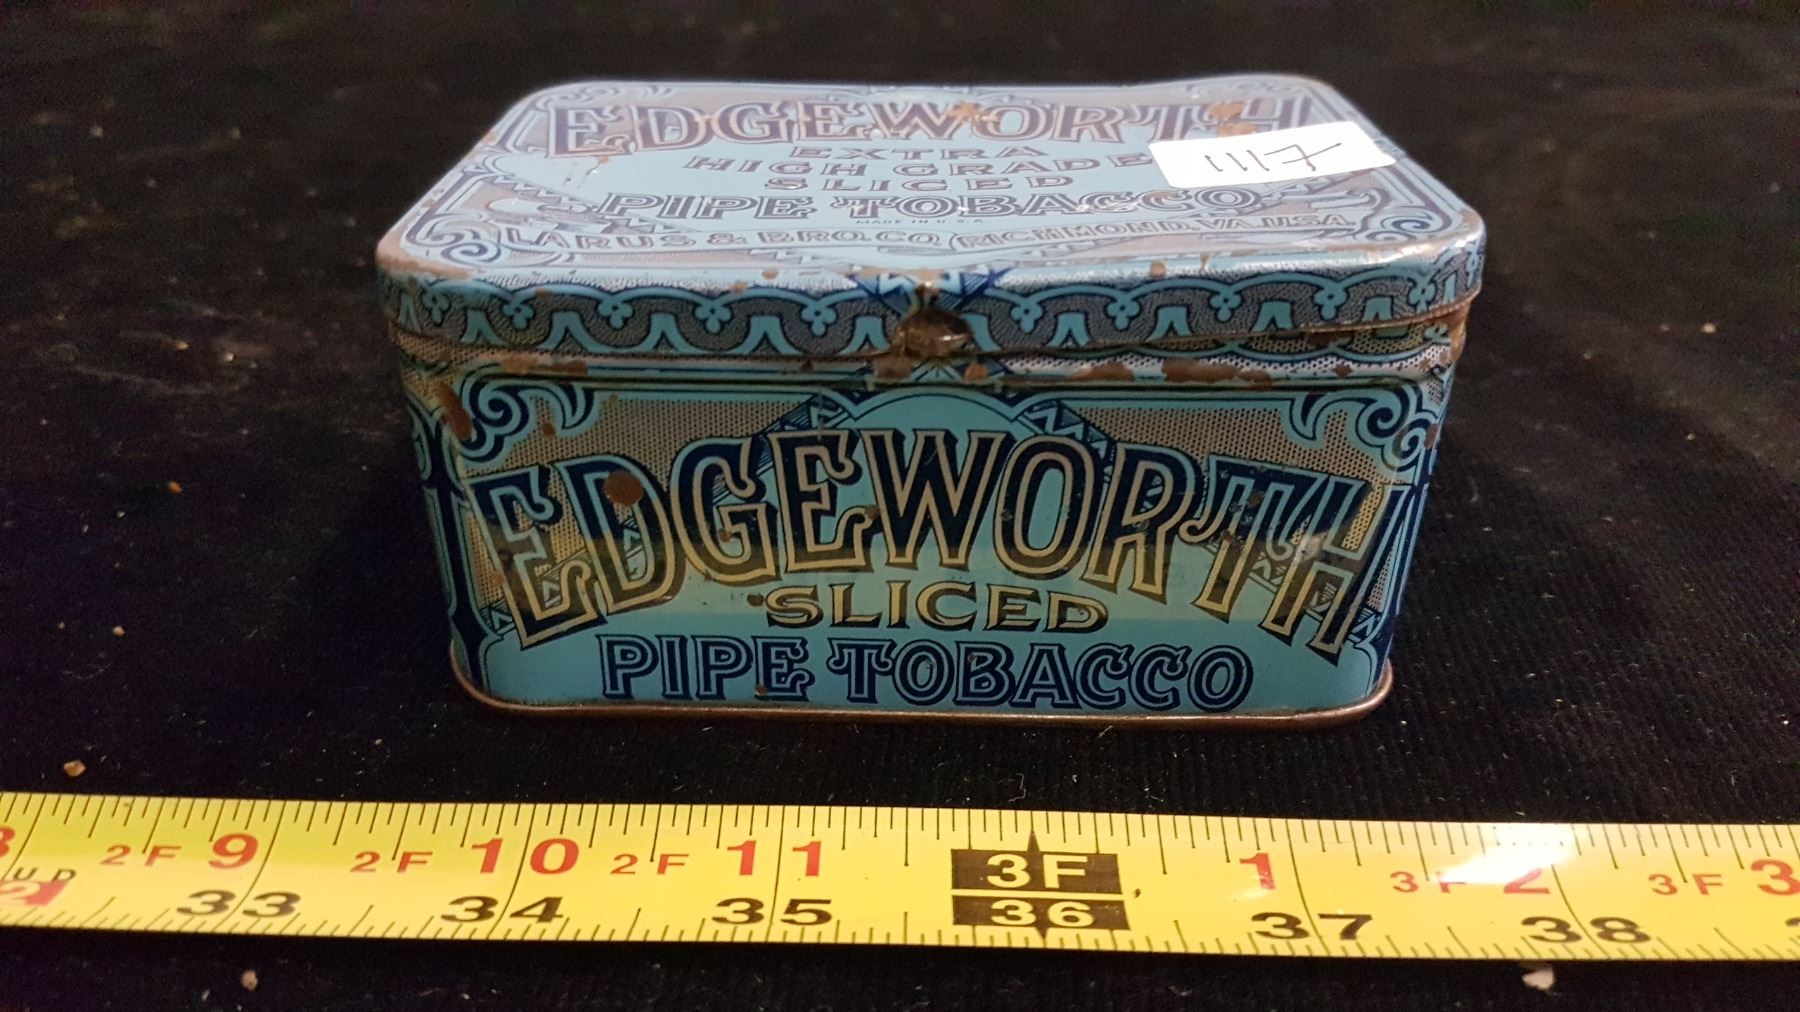 EDGEWORTH
EXTRA
HIGH GRADE
SLICED
PIPE TOBACCO
MADE IN U.S.A.
LARUS & BRO. CO. RICHMOND, VA. U.S.A.
EDGEWORTH
SLICED
PIPE TOBACCO
2F 9 2F 10 2F 11 3F 1 3F 2 3F 3
33 34 35 36 37 38